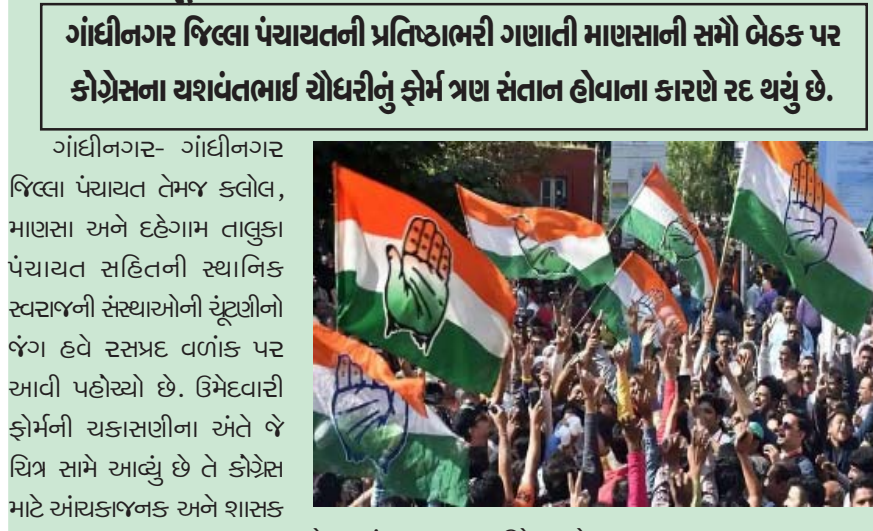 ગાંધીનગર જિલ્લા પંચાયતની પ્રતિષ્ઠાભરી ગણાતી માણસાની સમૌ બેઠક પર
કોંગ્રેસના યશવંતભાઈ ચૌધરીનું ફોર્મ ત્રણ સંતાન હોવાના કારણે રદ થયું છે.
ગાંધીનગર- ગાંધીનગર
જિલ્લા પંચાયત તેમજ કલોલ,
માણસા અને દહેગામ તાલુકા
પંચાયત સહિતની સ્થાનિક
સ્વરાજની સંસ્થાઓની ચૂંટણીનો
જંગ હવે રસપ્રદ વળાંક પર
આવી પહોંચ્યો છે. ઉમેદવારી
ફોર્મની ચકાસણીના અંતે જે
ચિત્ર સામે આવ્યું છે તે કોંગ્રેસ
માટે આંચકાજનક અને શાસક